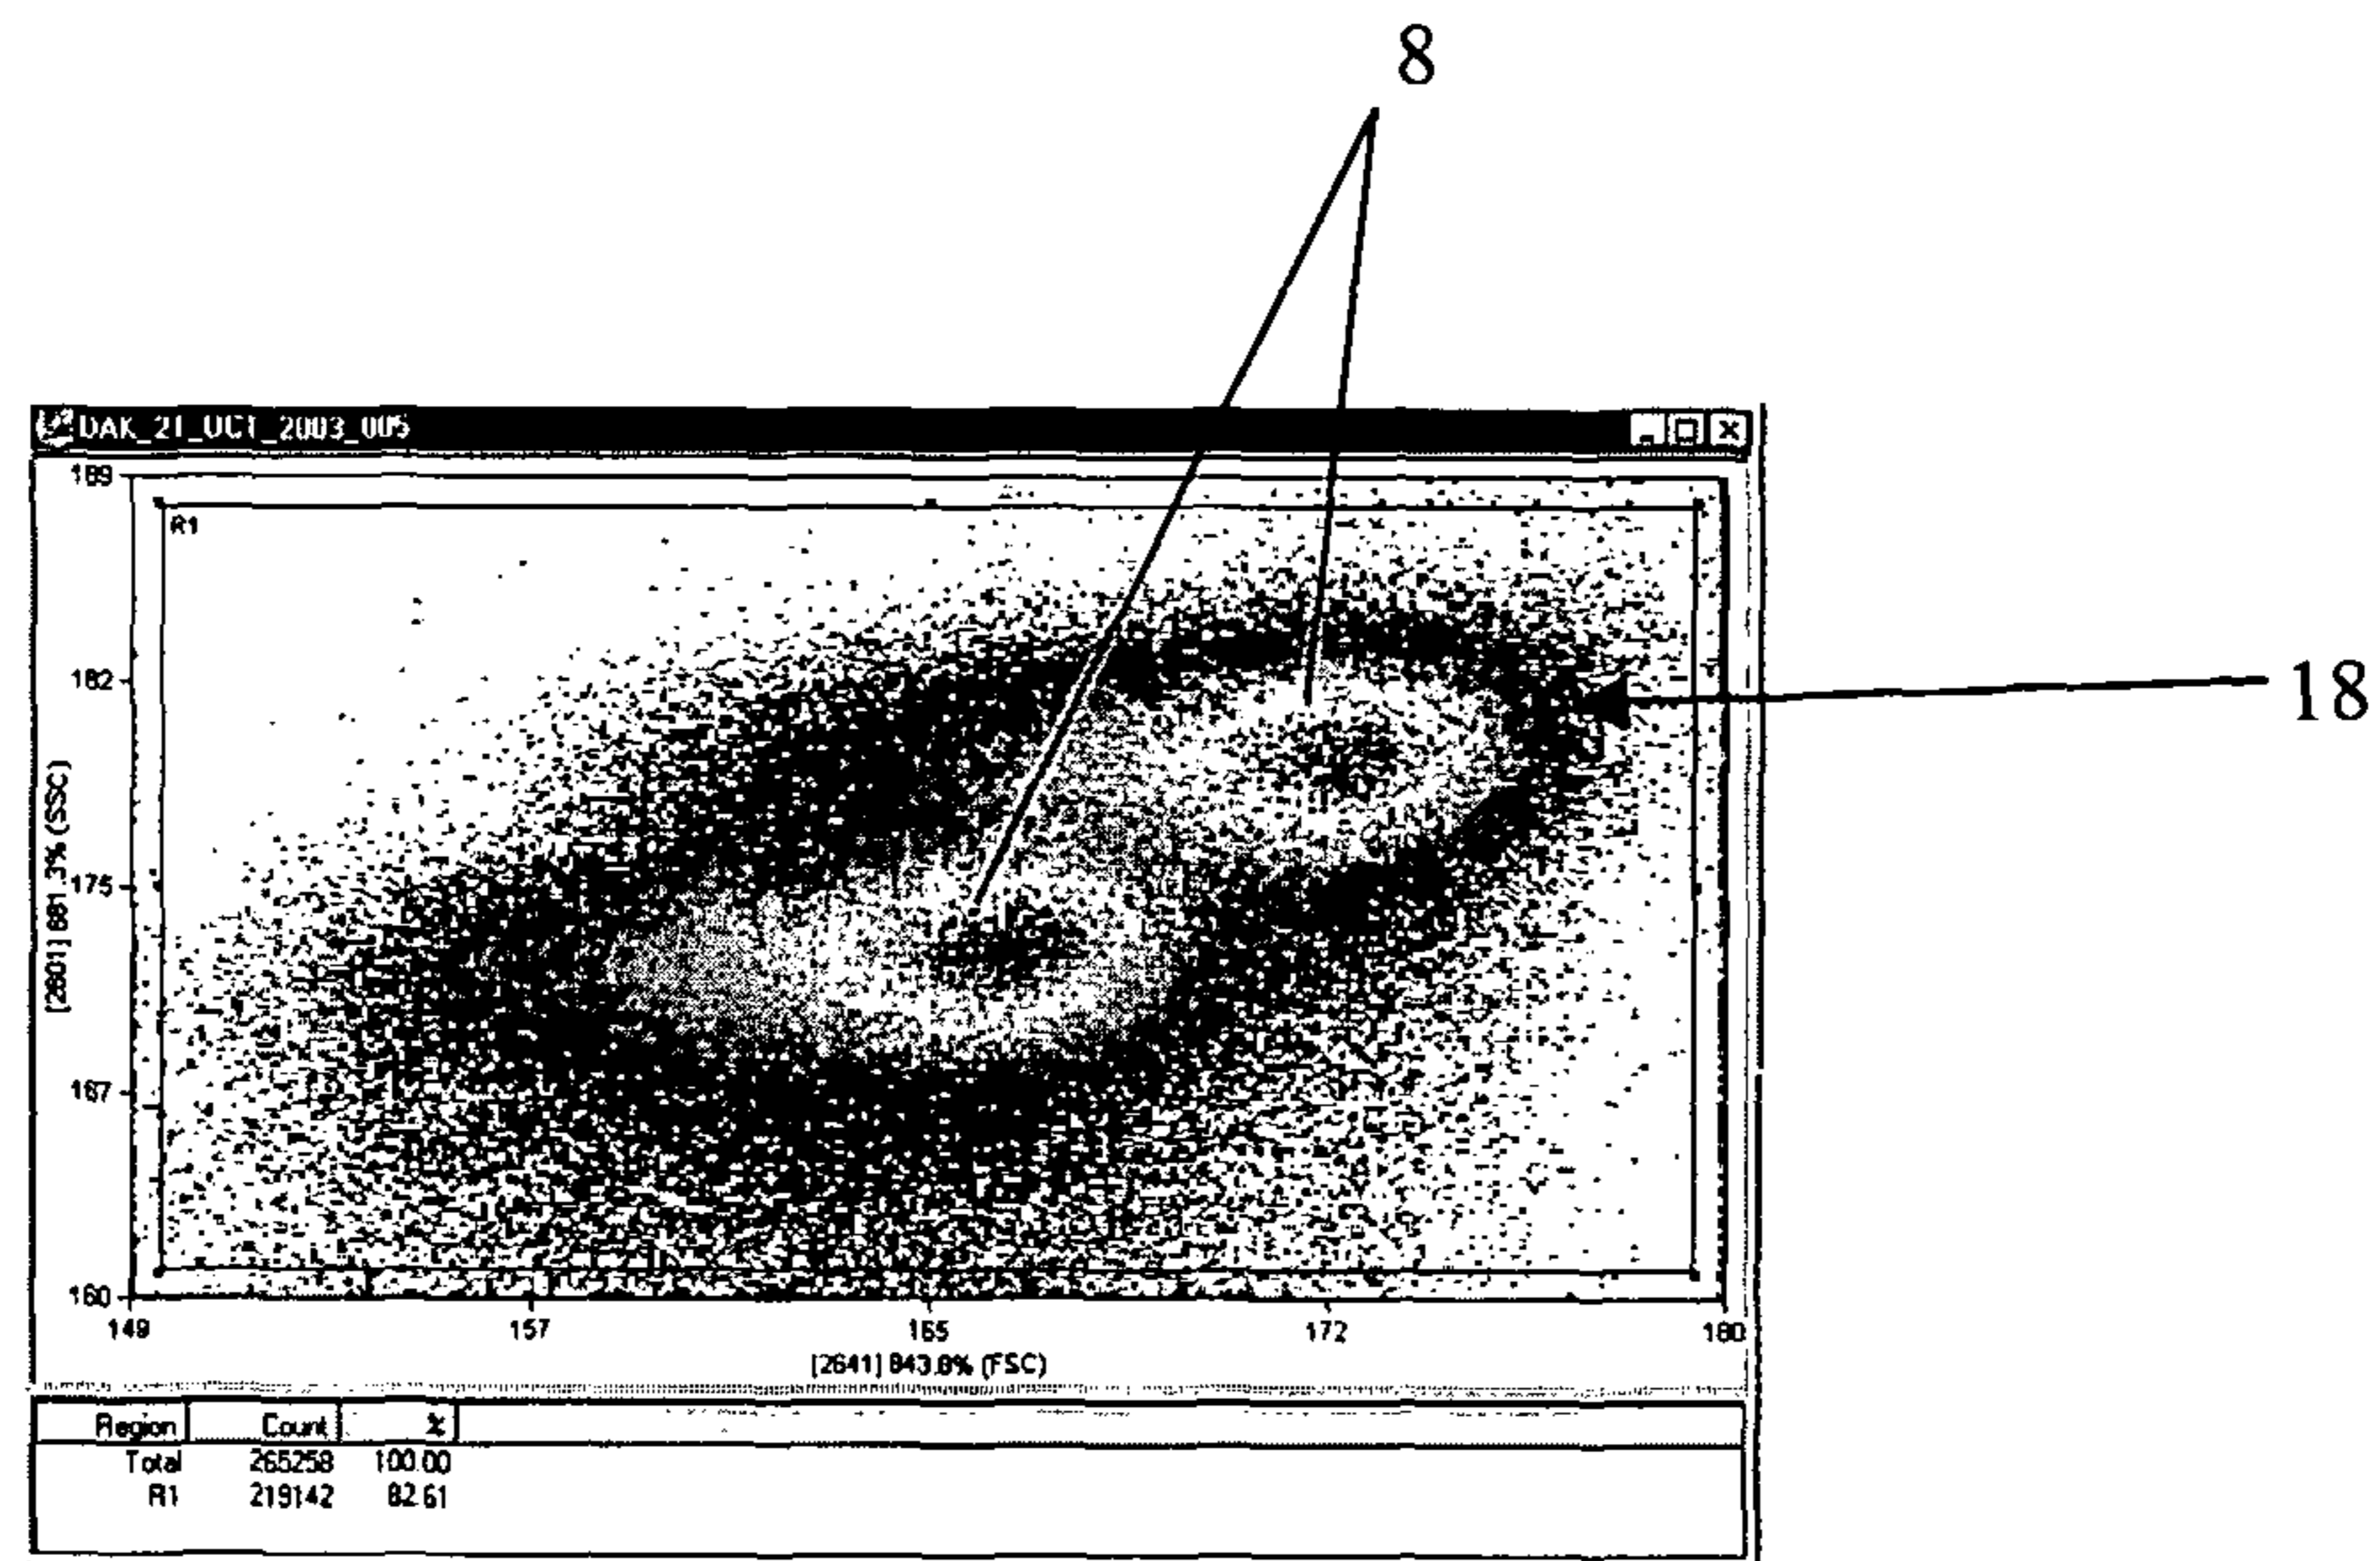 8
DAK_21_OCT_2003_005
189
R1
182
18
[2601] 681.3% (SSC)
175
167
160
149 157 165 172 180
[2641] 843.8% (FSC)
Region Count %
Total 265258 100.00
R1 219142 82.61